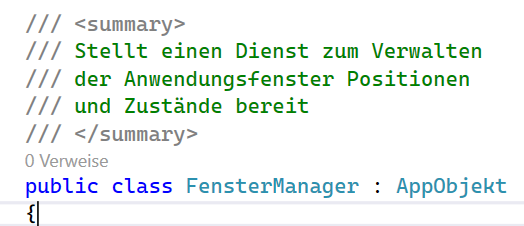 /// <summary>
/// Stellt einen Dienst zum Verwalten
/// der Anwendungsfenster Positionen
/// und Zustände bereit
/// </summary>
0 Verweise
public class FensterManager : AppObjekt
{